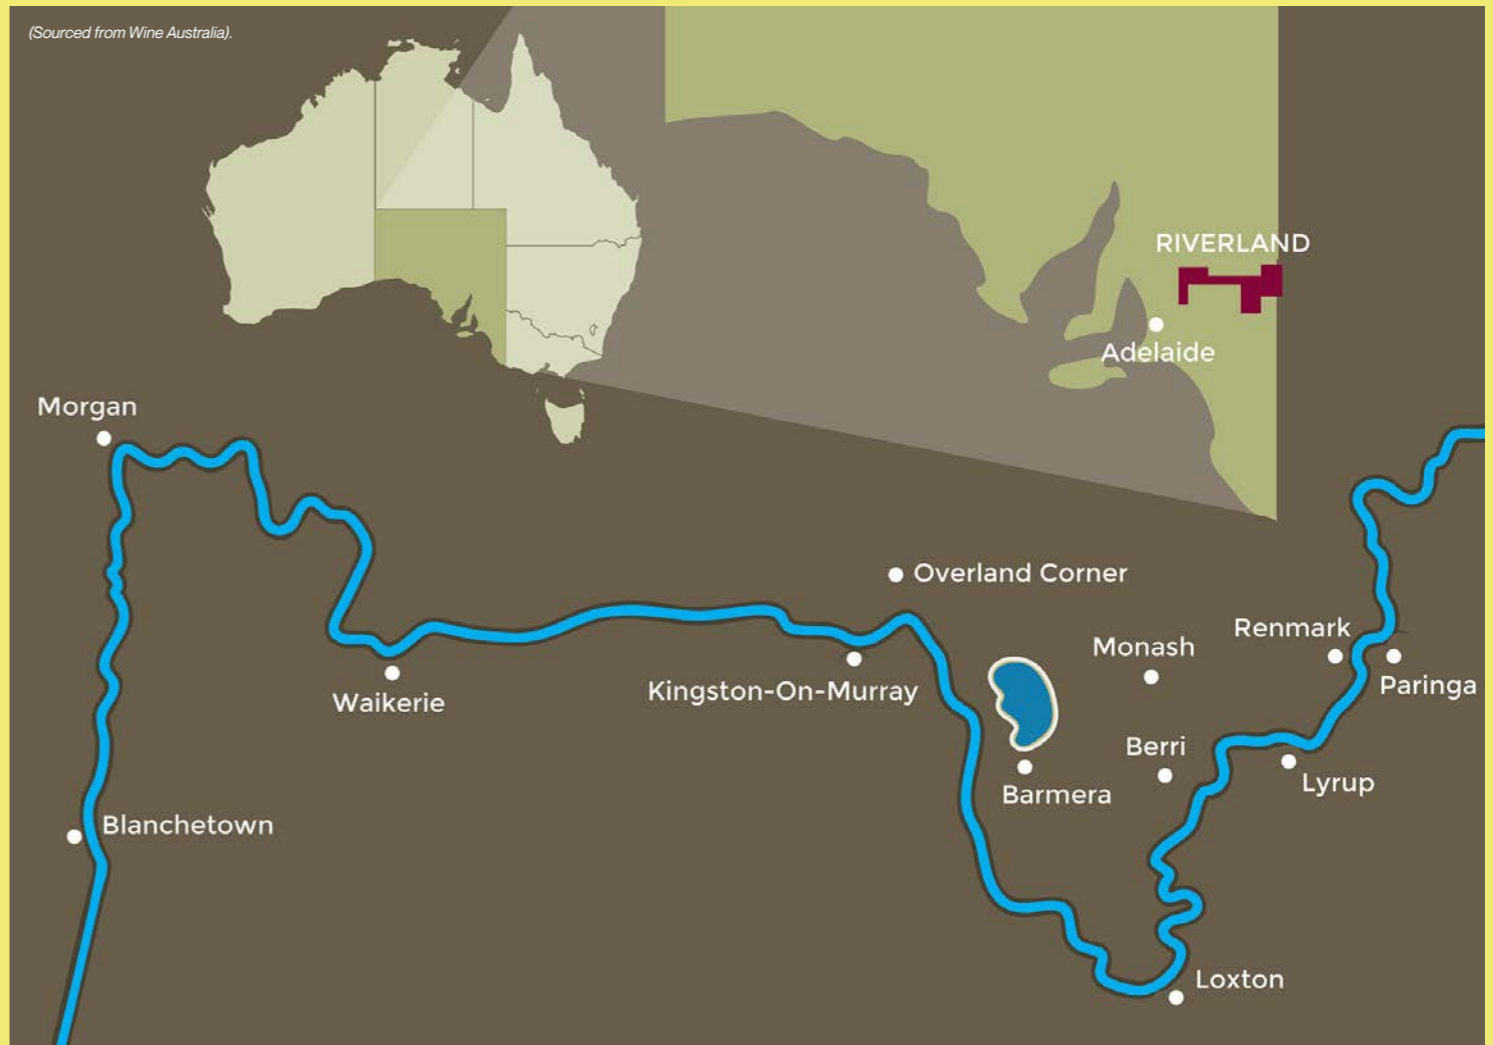 (Sourced from Wine Australia).
RIVERLAND
Adelaide
Morgan
Overland Corner
Renmark
Monash
Paringa
Kingston-On-Murray
Waikerie
Berri
Lyrup
Barmera
Blanchetown
Loxton